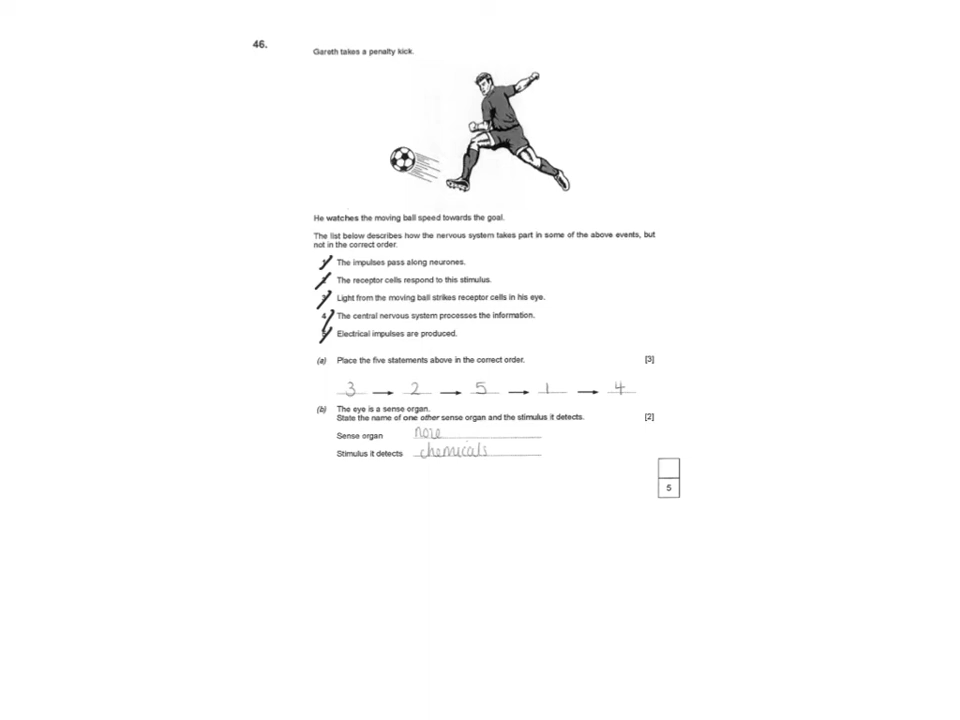 46.
Gareth takes a penalty kick.
He watches the moving ball speed towards the goal.
The list below describes how the nervous system takes part in some of the above events, but
not in the correct order.
1 The impulses pass along neurones.
The receptor cells respond to this stimulus.
3 Light from the moving ball strikes receptor cells in his eye.
4 The central nervous system processes the information.
5 Electrical impulses are produced.
(a) Place the five statements above in the correct order. [3]
3 → 2 → 5 → 1 → 4
(b) The eye is a sense organ.
State the name of one other sense organ and the stimulus it detects. [2]
Sense organ nose
Stimulus it detects chemicals
5